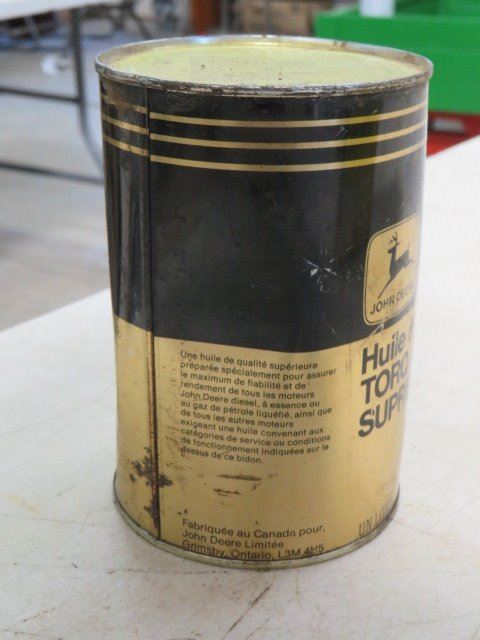 Une huile de qualité supérieure
préparée spécialement pour assurer
le maximum de fiabilité et de
rendement de tous les moteurs
John Deere diesel, à essence ou
au gaz de pétrole liquéfié, ainsi que
de tous les autres moteurs
exigeant une huile convenant aux
catégories de service ou conditions
de fonctionnement indiquées sur le
dessus de ce bidon.
Fabriquée au Canada pour,
John Deere Limitée
Grimsby, Ontario, L3M 4H5
JOHN DEERE
Huile
TORQ
SUPR
UN LIT